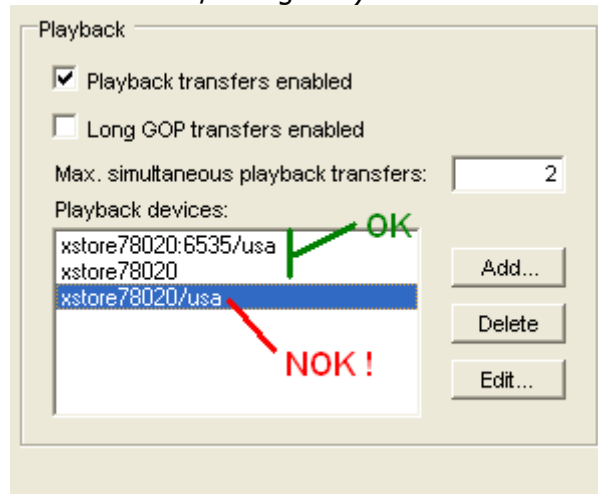 Playback
Playback transfers enabled
Long GOP transfers enabled
Max. simultaneous playback transfers: 2
Playback devices:
OK
xstore78020:6535/usa
xstore78020
Add...
xstore78020/usa
Delete
NOK !
Edit...